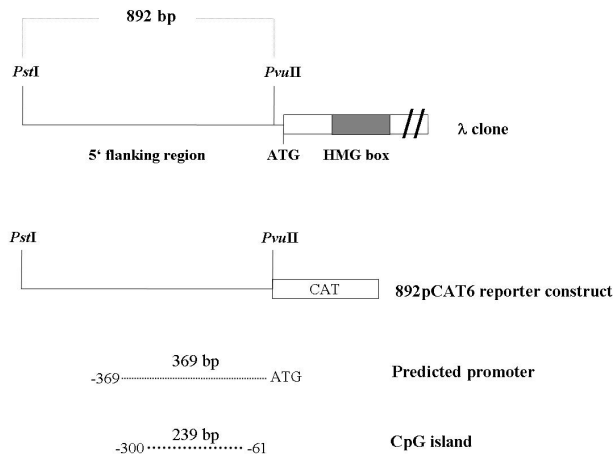 892 bp
PstI PvuII
λ clone
5‘ flanking region ATG HMG box
PstI PvuII
CAT
892pCAT6 reporter construct
369 bp
-369 ATG Predicted promoter
239 bp
-300 -61 CpG island